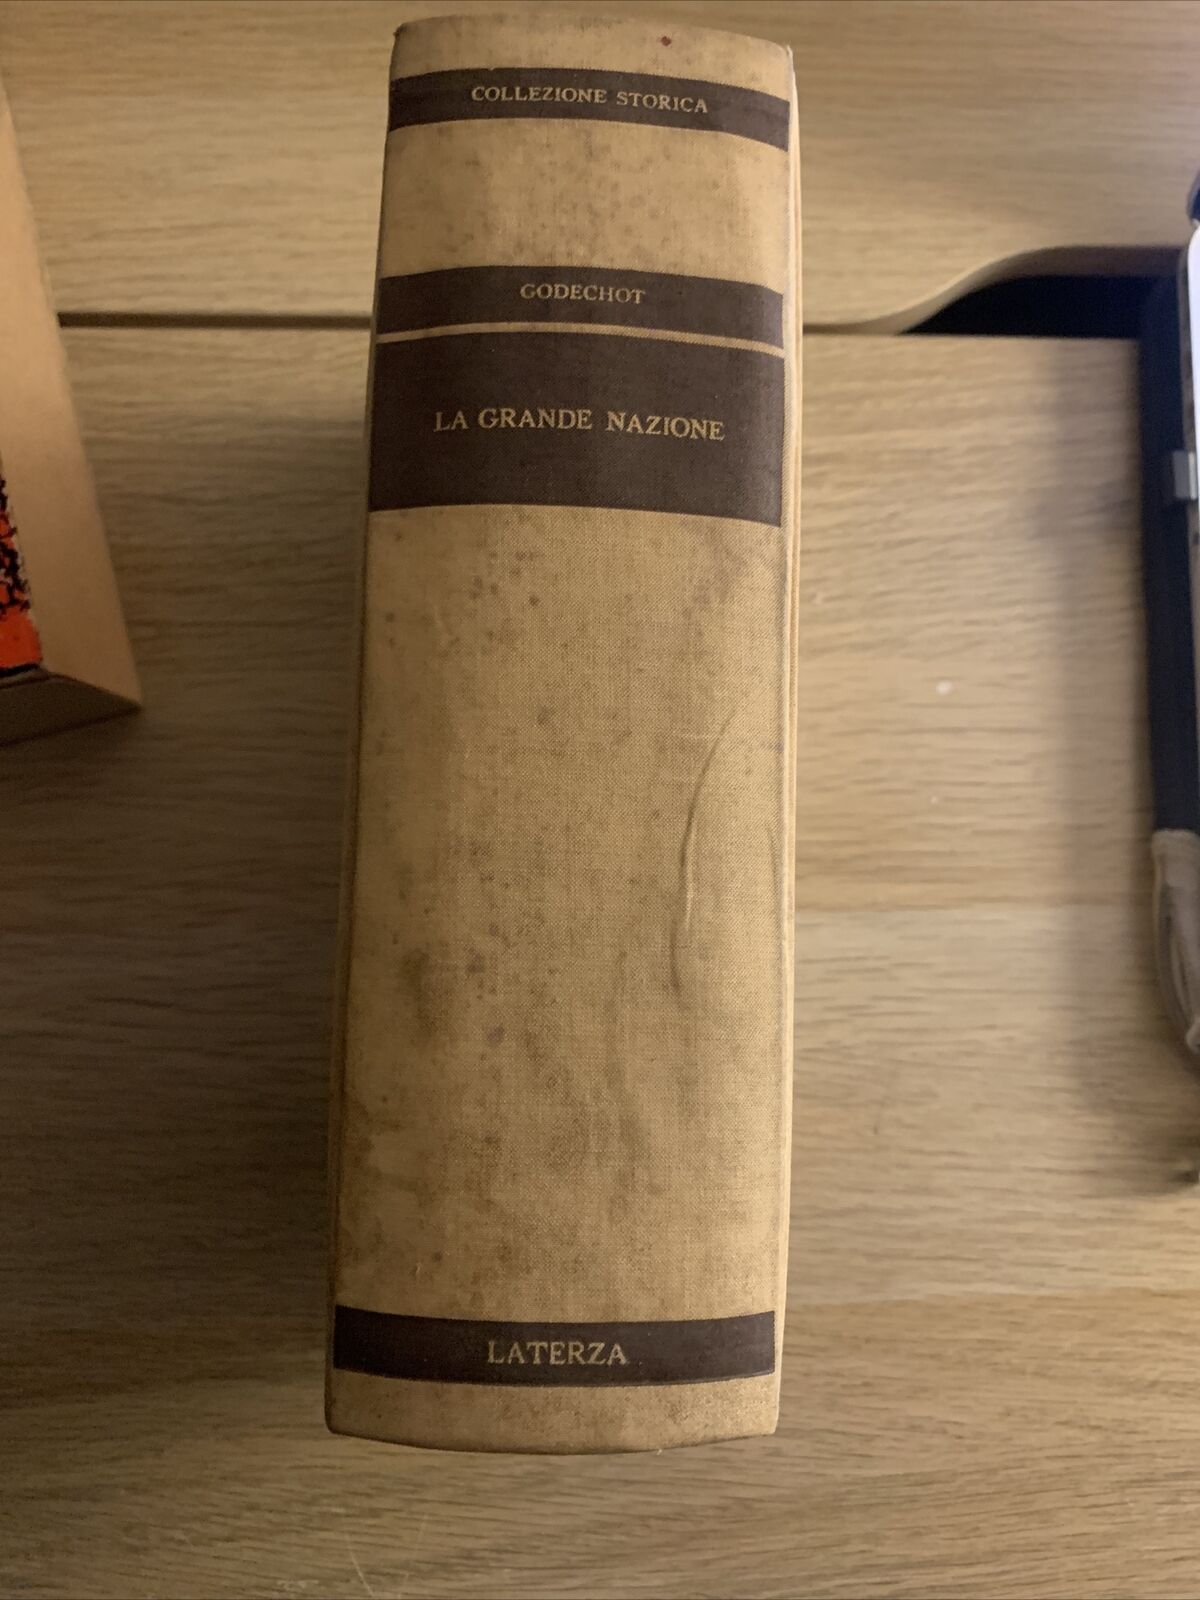 COLLEZIONE STORICA
GODECHOT
LA GRANDE NAZIONE
LATERZA